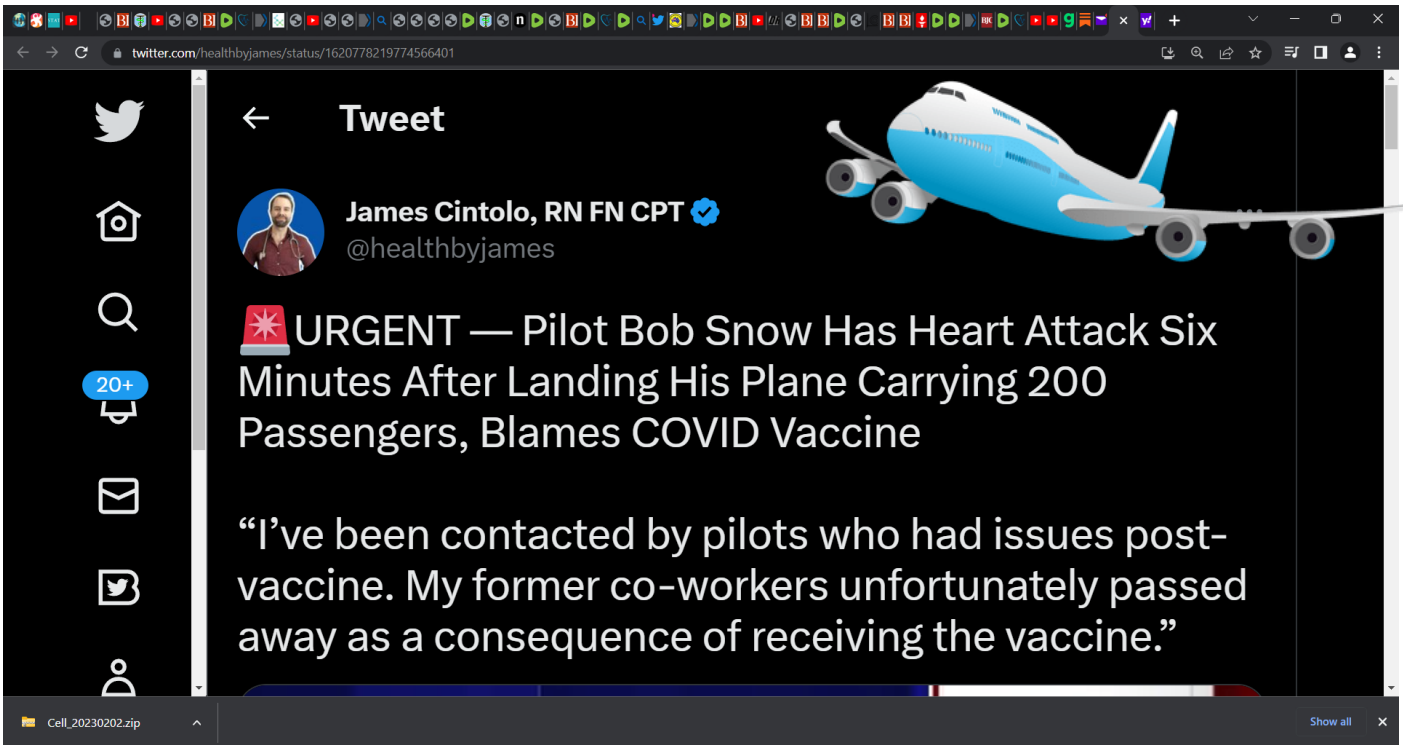 twitter.com/healthbyjames/status/1620778219774566401
Tweet
James Cintolo, RN FN CPT
@healthbyjames
URGENT — Pilot Bob Snow Has Heart Attack Six
Minutes After Landing His Plane Carrying 200
Passengers, Blames COVID Vaccine
20+
“I’ve been contacted by pilots who had issues post-
vaccine. My former co-workers unfortunately passed
away as a consequence of receiving the vaccine.”
Cell_20230202.zip
Show all